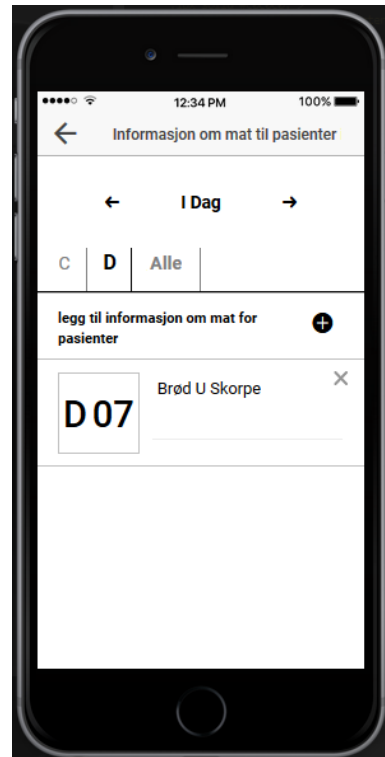 12:34 PM 100%
Informasjon om mat til pasienter
I Dag
C D Alle
legg til informasjon om mat for
pasienter
D 07
Brød U Skorpe